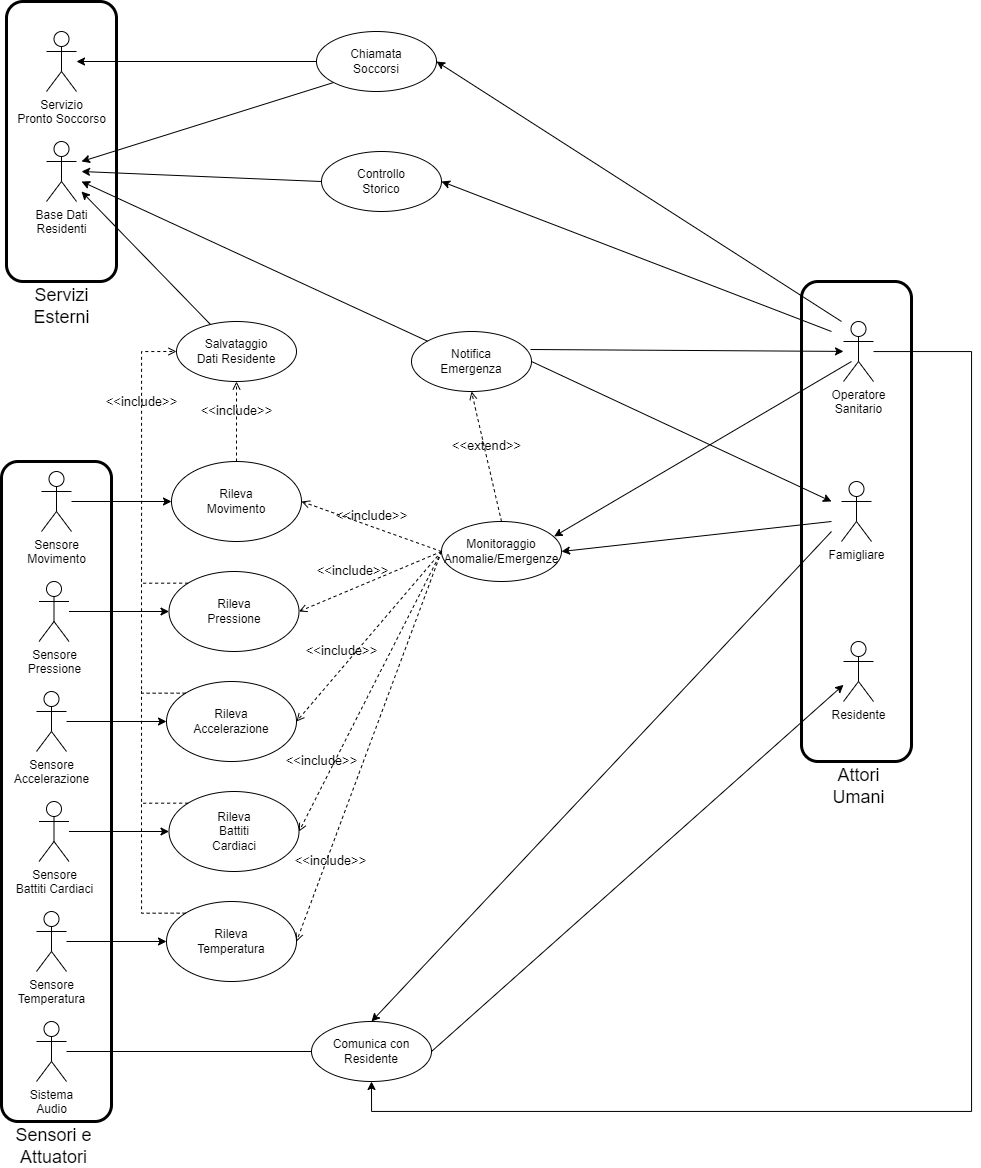 Servizio
Pronto Soccorso
Chiamata
Soccorsi
Base Dati
Residenti
Controllo
Storico
Servizi
Esterni
Salvataggio
Dati Residente
Notifica
Emergenza
Operatore
Sanitario
<<include>>
<<include>>
<<extend>>
Sensore
Movimento
Rileva
Movimento
<<include>>
Monitoraggio
Anomalie/Emergenze
Famigliare
<<include>>
Sensore
Pressione
Rileva
Pressione
<<include>>
Sensore
Accelerazione
Rileva
Accelerazione
Residente
<<include>>
Attori
Umani
Sensore
Battiti Cardiaci
Rileva
Battiti
Cardiaci
<<include>>
Sensore
Temperatura
Rileva
Temperatura
Sistema
Audio
Comunica con
Residente
Sensori e
Attuatori